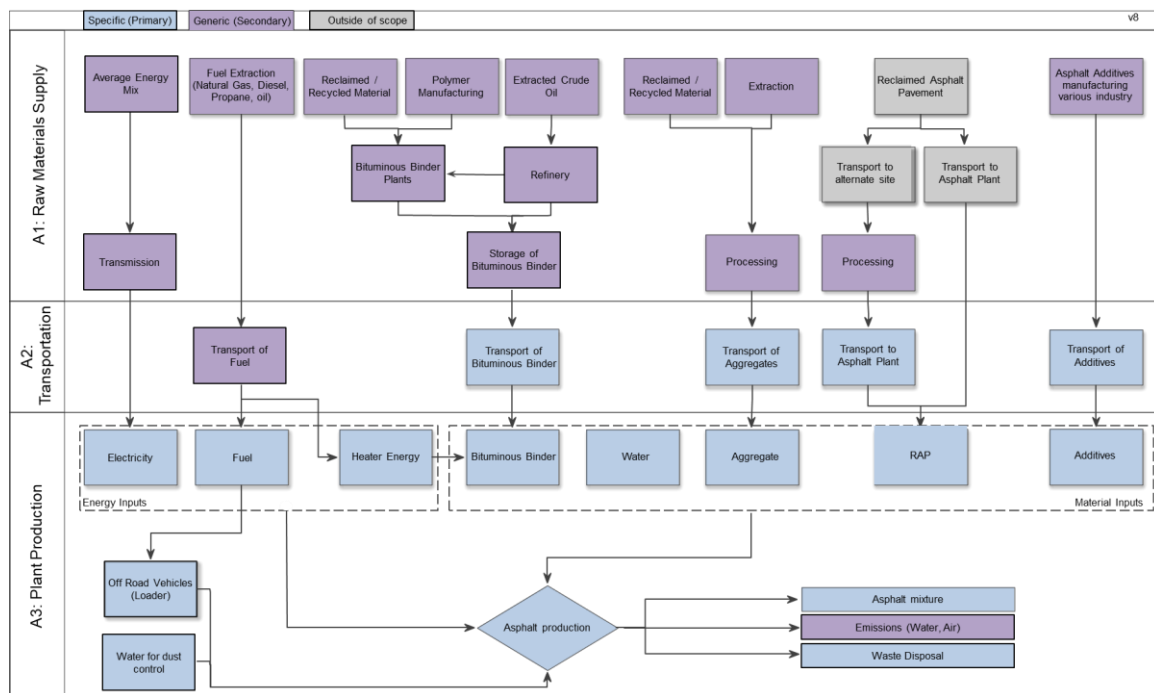 Specific (Primary)
Generic (Secondary)
Outside of scope
v8
A1: Raw Materials Supply
Average Energy
Mix
Fuel Extraction
(Natural Gas, Diesel,
Propane, oil)
Reclaimed /
Recycled Material
Polymer
Manufacturing
Extracted Crude
Oil
Reclaimed /
Recycled Material
Extraction
Reclaimed Asphalt
Pavement
Asphalt Additives
manufacturing
various industry
Bituminous Binder
Plants
Refinery
Transport to
alternate site
Transport to
Asphalt Plant
Transmission
Storage of
Bituminous Binder
Processing
Processing
A2:
Transportation
Transport of
Fuel
Transport of
Bituminous Binder
Transport of
Aggregates
Transport to
Asphalt Plant
Transport of
Additives
A3: Plant Production
Electricity
Fuel
Heater Energy
Bituminous Binder
Water
Aggregate
RAP
Additives
Energy Inputs
Material Inputs
Off Road Vehicles
(Loader)
Water for dust
control
Asphalt production
Asphalt mixture
Emissions (Water, Air)
Waste Disposal